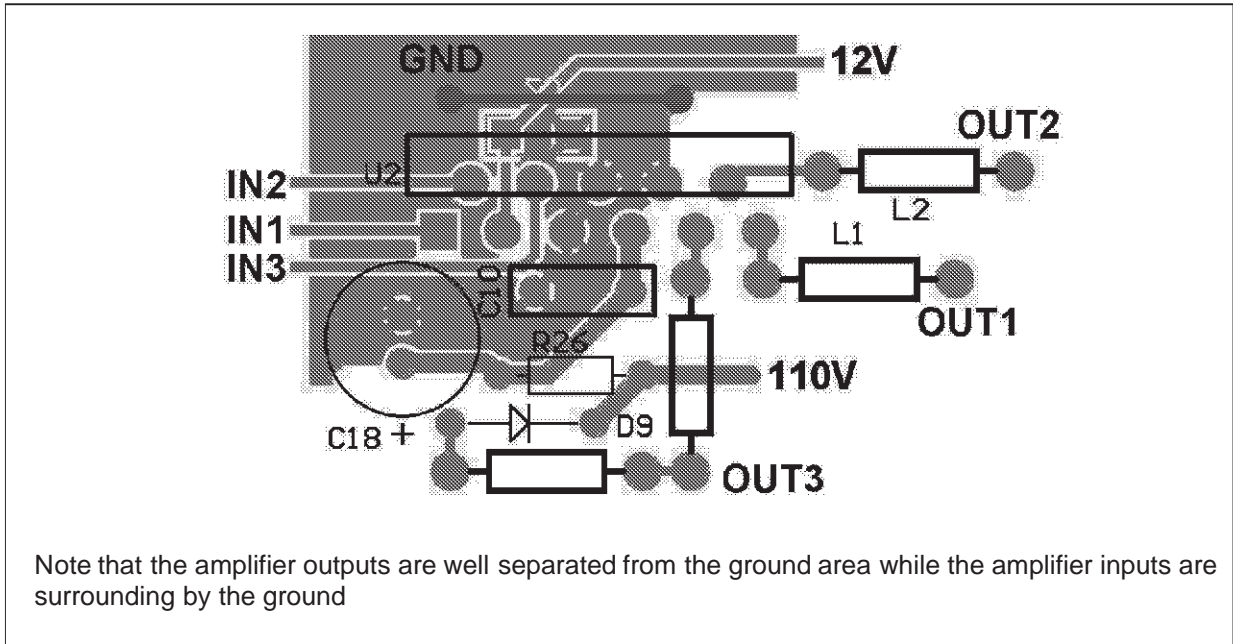 GND
12V
OUT2
U2
IN2
L2
IN1
L1
IN3
C10
OUT1
R26
110V
D9
C18 +
OUT3
Note that the amplifier outputs are well separated from the ground area while the amplifier inputs are
surrounding by the ground